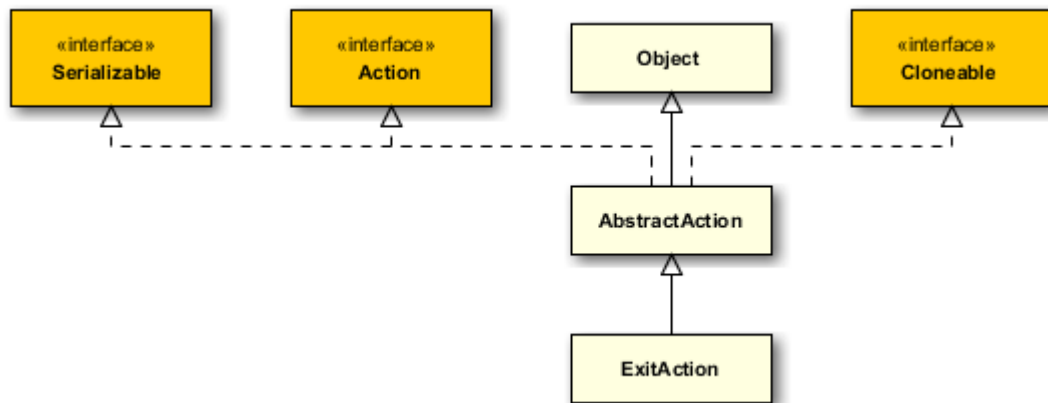 «interface»
Serializable
«interface»
Action
Object
«interface»
Cloneable
AbstractAction
ExitAction